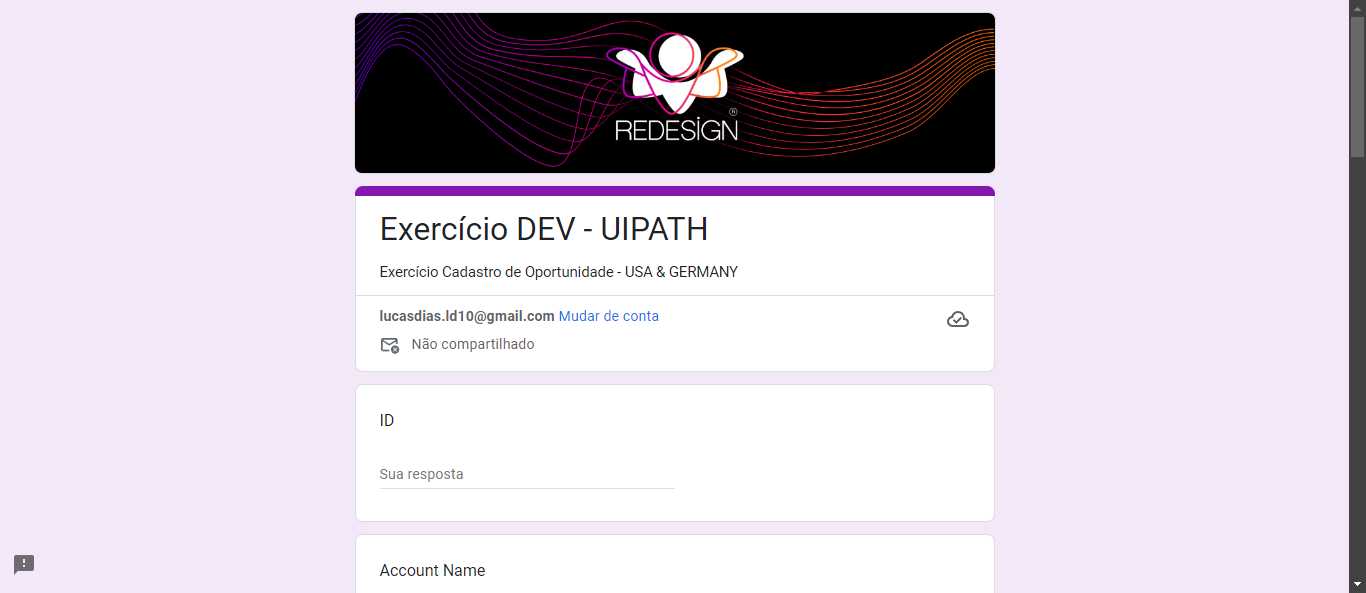 REDESIGN®
Exercício DEV - UIPATH
Exercício Cadastro de Oportunidade - USA & GERMANY
lucasdias.ld10@gmail.com Mudar de conta
Não compartilhado
ID
Sua resposta
Account Name